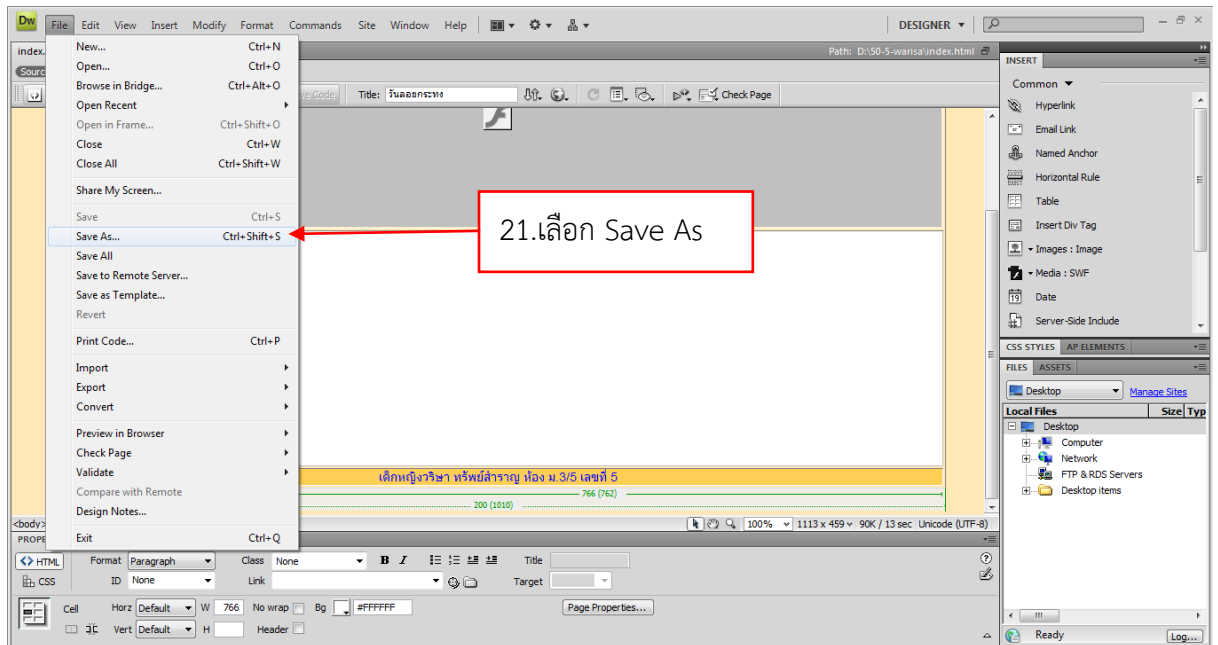 Dw File Edit View Insert Modify Format Commands Site Window Help DESIGNER
index. Path: D:\50-5-warisa\index.html
Sourc
New... Ctrl+N
Open... Ctrl+O
Browse in Bridge... Ctrl+Alt+O
Open Recent
Open in Frame... Ctrl+Shift+O
Close Ctrl+W
Close All Ctrl+Shift+W
Share My Screen...
Save Ctrl+S
Save As... Ctrl+Shift+S
Save All
Save to Remote Server...
Save as Template...
Revert
Print Code... Ctrl+P
Import
Export
Convert
Preview in Browser
Check Page
Validate
Compare with Remote
Design Notes...
Exit Ctrl+Q
ve Code Title: วันลอยกระทง Check Page
21.เลือก Save As
เด็กหญิงวริษา ทรัพย์สำราญ ห้อง ม.3/5 เลขที่ 5
766 (762)
200 (1010)
<body> 100% 1113 x 459 90K / 13 sec Unicode (UTF-8)
PROPE
<> HTML Format Paragraph Class None B I Title
CSS ID None Link Target
Cell Horz Default W 766 No wrap Bg #FFFFFF Page Properties...
Vert Default H Header
INSERT
Common
Hyperlink
Email Link
Named Anchor
Horizontal Rule
Table
Insert Div Tag
Images : Image
Media : SWF
19 Date
Server-Side Include
CSS STYLES AP ELEMENTS
FILES ASSETS
Desktop Manage Sites
Local Files Size Typ
Desktop
Computer
Network
FTP & RDS Servers
Desktop items
Ready Log...